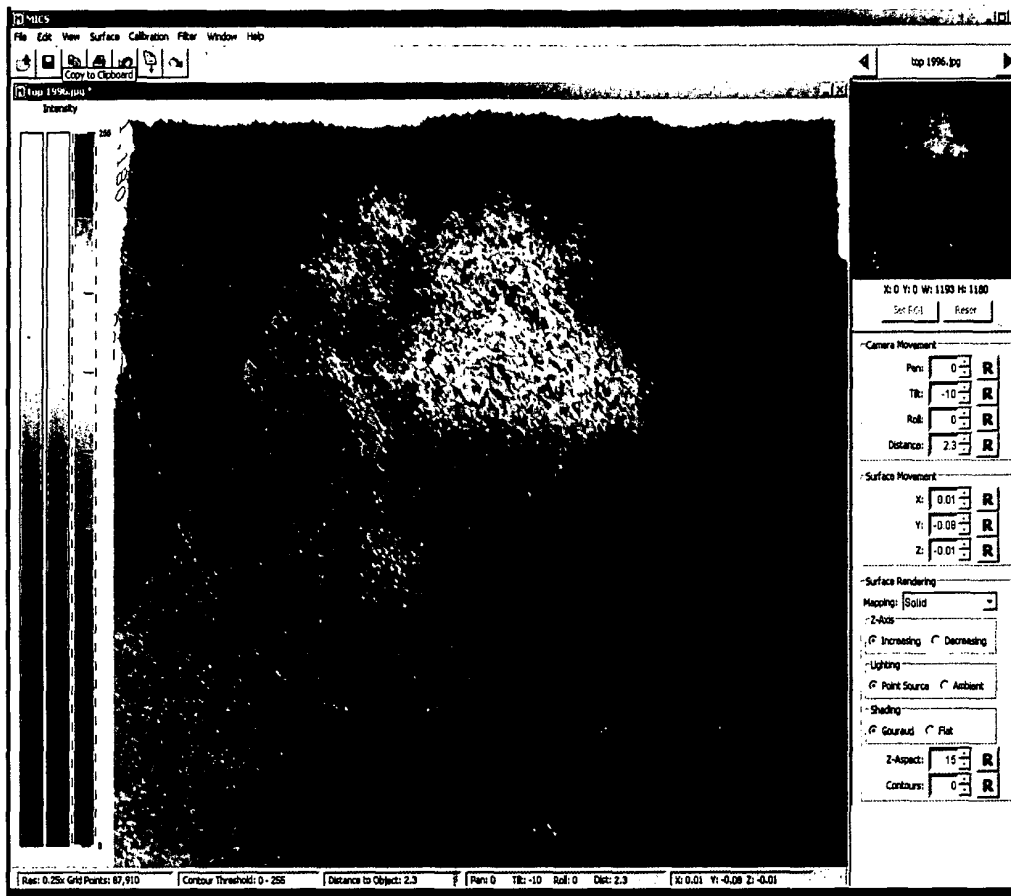 MICS
File Edit View Surface Calibration Filter Window Help
Copy to Clipboard
top 1996.jpg
top 1996.jpg *
Intensity
255
X: 0 Y: 0 W: 1193 H: 1180
Set ROI Reset
Camera Movement
Pan: 0 R
Tilt: -10 R
Roll: 0 R
Distance: 2.3 R
Surface Movement
X: 0.01 R
Y: -0.08 R
Z: -0.01 R
Surface Rendering
Mapping: Solid
Z-Axis
Increasing Decreasing
Lighting
Point Source Ambient
Shading
Gouraud Flat
Z-Aspect: 15 R
Contours: 0 R
0
Res: 0.25x Grid Points: 87,910 Contour Threshold: 0 - 255 Distance to Object: 2.3 Pan: 0 Tilt: -10 Roll: 0 Dist: 2.3 X: 0.01 Y: -0.08 Z: -0.01